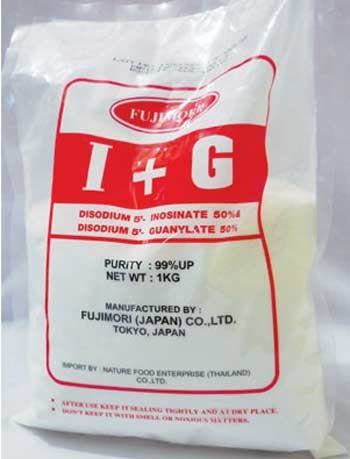 FUJIMORI
I + G
DISODIUM 5'- INOSINATE 50%&
DISODIUM 5'- GUANYLATE 50%
PURITY : 99%UP
NET WT : 1KG
MANUFACTURED BY :
FUJIMORI (JAPAN) CO.,LTD.
TOKYO, JAPAN
IMPORT BY : NATURE FOOD ENTERPRISE (THAILAND)
CO.,LTD.
• AFTER USE KEEP IT SEALING TIGHTLY AND AT DRY PLACE.
• DON'T KEEP IT WITH SMELL OR NOXIOUS MATTERS.